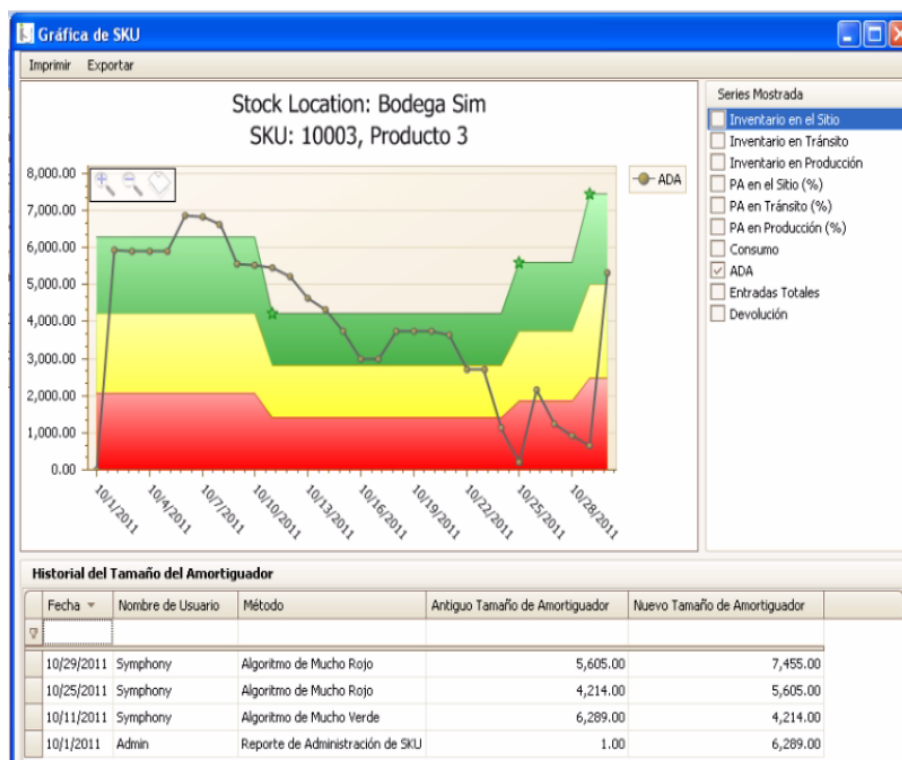 Gráfica de SKU
Imprimir Exportar
Stock Location: Bodega Sim
SKU: 10003, Producto 3
8,000.00
7,000.00
6,000.00
5,000.00
4,000.00
3,000.00
2,000.00
1,000.00
0.00
10/1/2011
10/4/2011
10/7/2011
10/10/2011
10/13/2011
10/16/2011
10/19/2011
10/22/2011
10/25/2011
10/28/2011
ADA
Series Mostrada
Inventario en el Sitio
Inventario en Tránsito
Inventario en Producción
PA en el Sitio (%)
PA en Tránsito (%)
PA en Producción (%)
Consumo
ADA
Entradas Totales
Devolución
Historial del Tamaño del Amortiguador
Fecha Nombre de Usuario Método Antiguo Tamaño de Amortiguador Nuevo Tamaño de Amortiguador
10/29/2011 Symphony Algoritmo de Mucho Rojo 5,605.00 7,455.00
10/25/2011 Symphony Algoritmo de Mucho Rojo 4,214.00 5,605.00
10/11/2011 Symphony Algoritmo de Mucho Verde 6,289.00 4,214.00
10/1/2011 Admin Reporte de Administración de SKU 1.00 6,289.00